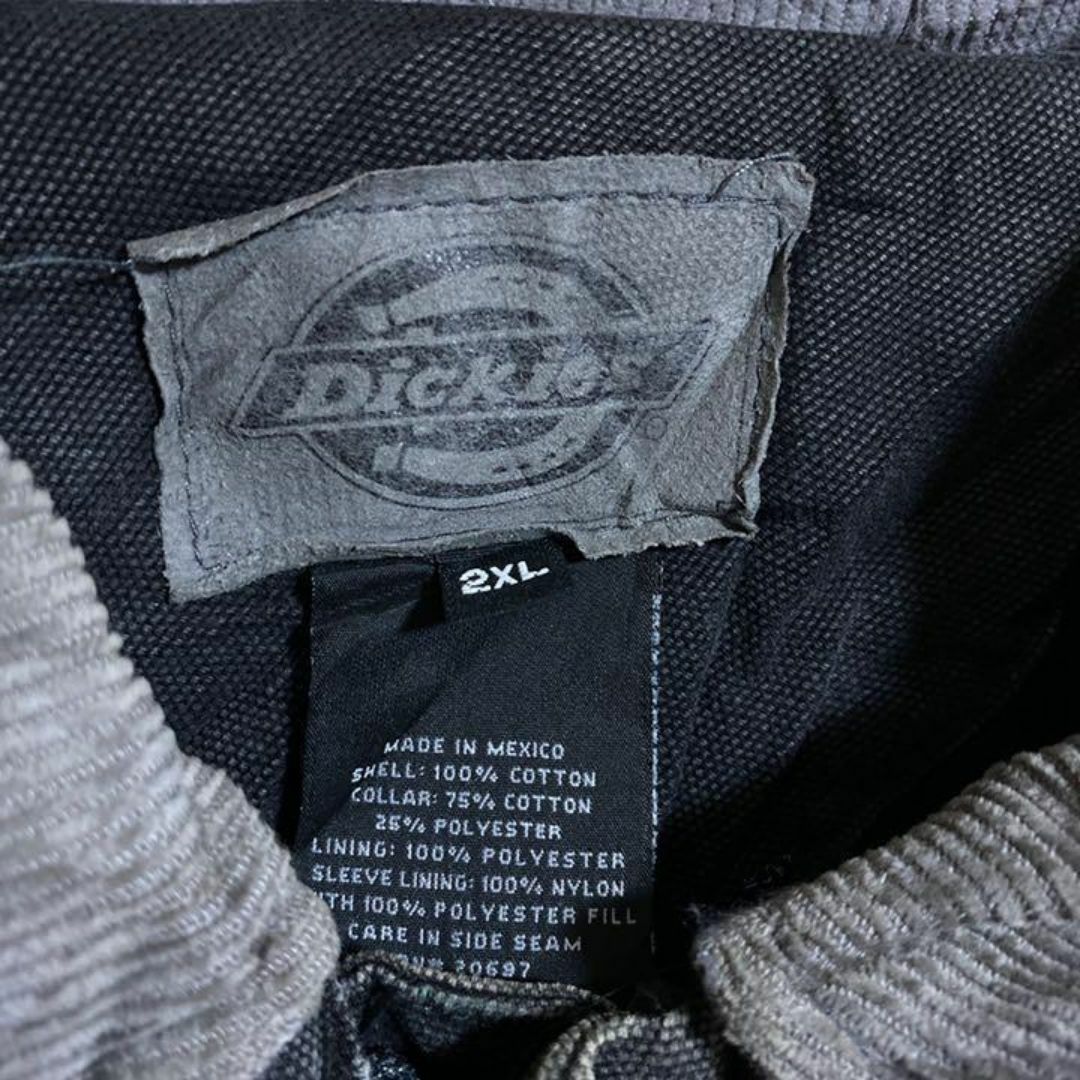 Dickies
2XL
MADE IN MEXICO
SHELL: 100% COTTON
COLLAR: 75% COTTON
25% POLYESTER
LINING: 100% POLYESTER
SLEEVE LINING: 100% NYLON
WITH 100% POLYESTER FILL
CARE IN SIDE SEAM
20697